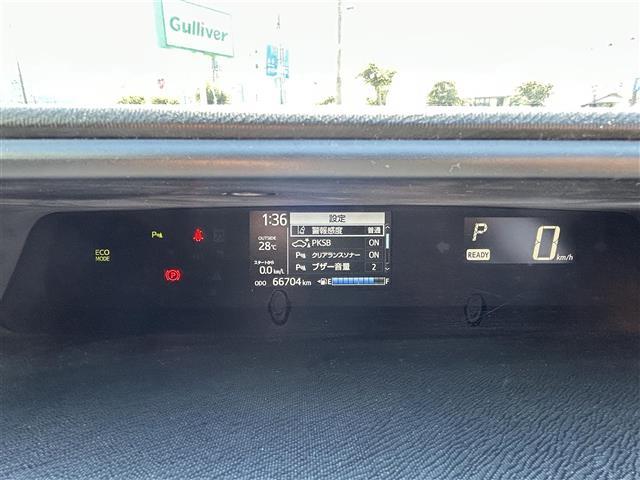 Gulliver
1:36
設定
OUTSIDE
28℃
警報感度 普通
PKSB ON
クリアランスソナー ON
ブザー音量 2
スタートから
0.0 km/L
ODO 66704 km
E F
ECO
MODE
P
P
P
READY
0 km/h